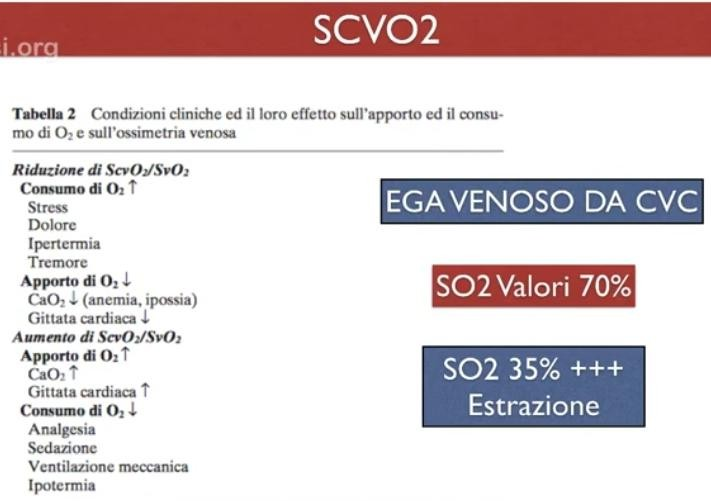 SCVO2
si.org
Tabella 2 Condizioni cliniche ed il loro effetto sull'apporto ed il consu-
mo di O₂ e sull'ossimetria venosa
Riduzione di ScvO₂/SvO₂
Consumo di O₂ ↑
Stress
Dolore
Ipertermia
Tremore
Apporto di O₂ ↓
CaO₂ ↓ (anemia, ipossia)
Gittata cardiaca ↓
Aumento di ScvO₂/SvO₂
Apporto di O₂ ↑
CaO₂ ↑
Gittata cardiaca ↑
Consumo di O₂ ↓
Analgesia
Sedazione
Ventilazione meccanica
Ipotermia
EGA VENOSO DA CVC
SO2 Valori 70%
SO2 35% +++
Estrazione